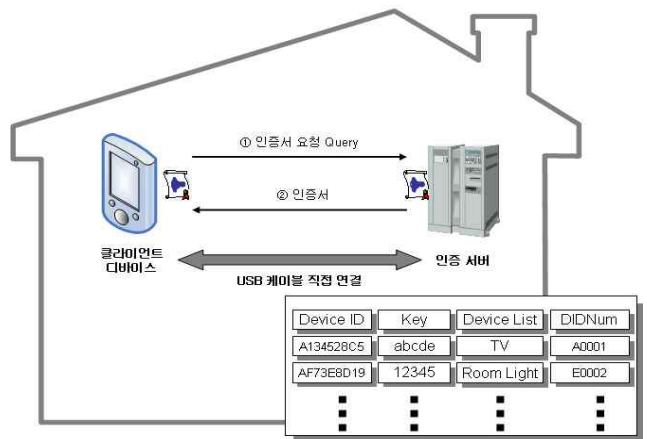 ① 인증서 요청 Query
② 인증서
클라이언트
디바이스
인증 서버
USB 케이블 직접 연결
Device ID Key Device List DIDNum
A134528C5 abcde TV A0001
AF73E8D19 12345 Room Light E0002